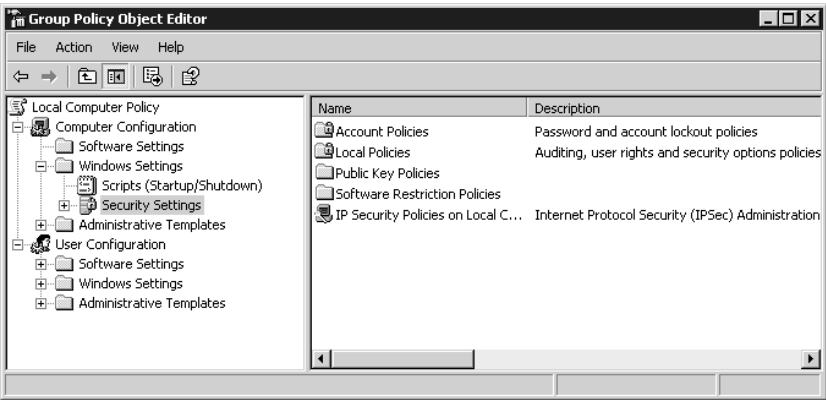 Group Policy Object Editor
File Action View Help
Local Computer Policy
Computer Configuration
Software Settings
Windows Settings
Scripts (Startup/Shutdown)
Security Settings
Administrative Templates
User Configuration
Software Settings
Windows Settings
Administrative Templates
Name Description
Account Policies Password and account lockout policies
Local Policies Auditing, user rights and security options policies
Public Key Policies
Software Restriction Policies
IP Security Policies on Local C... Internet Protocol Security (IPSec) Administration